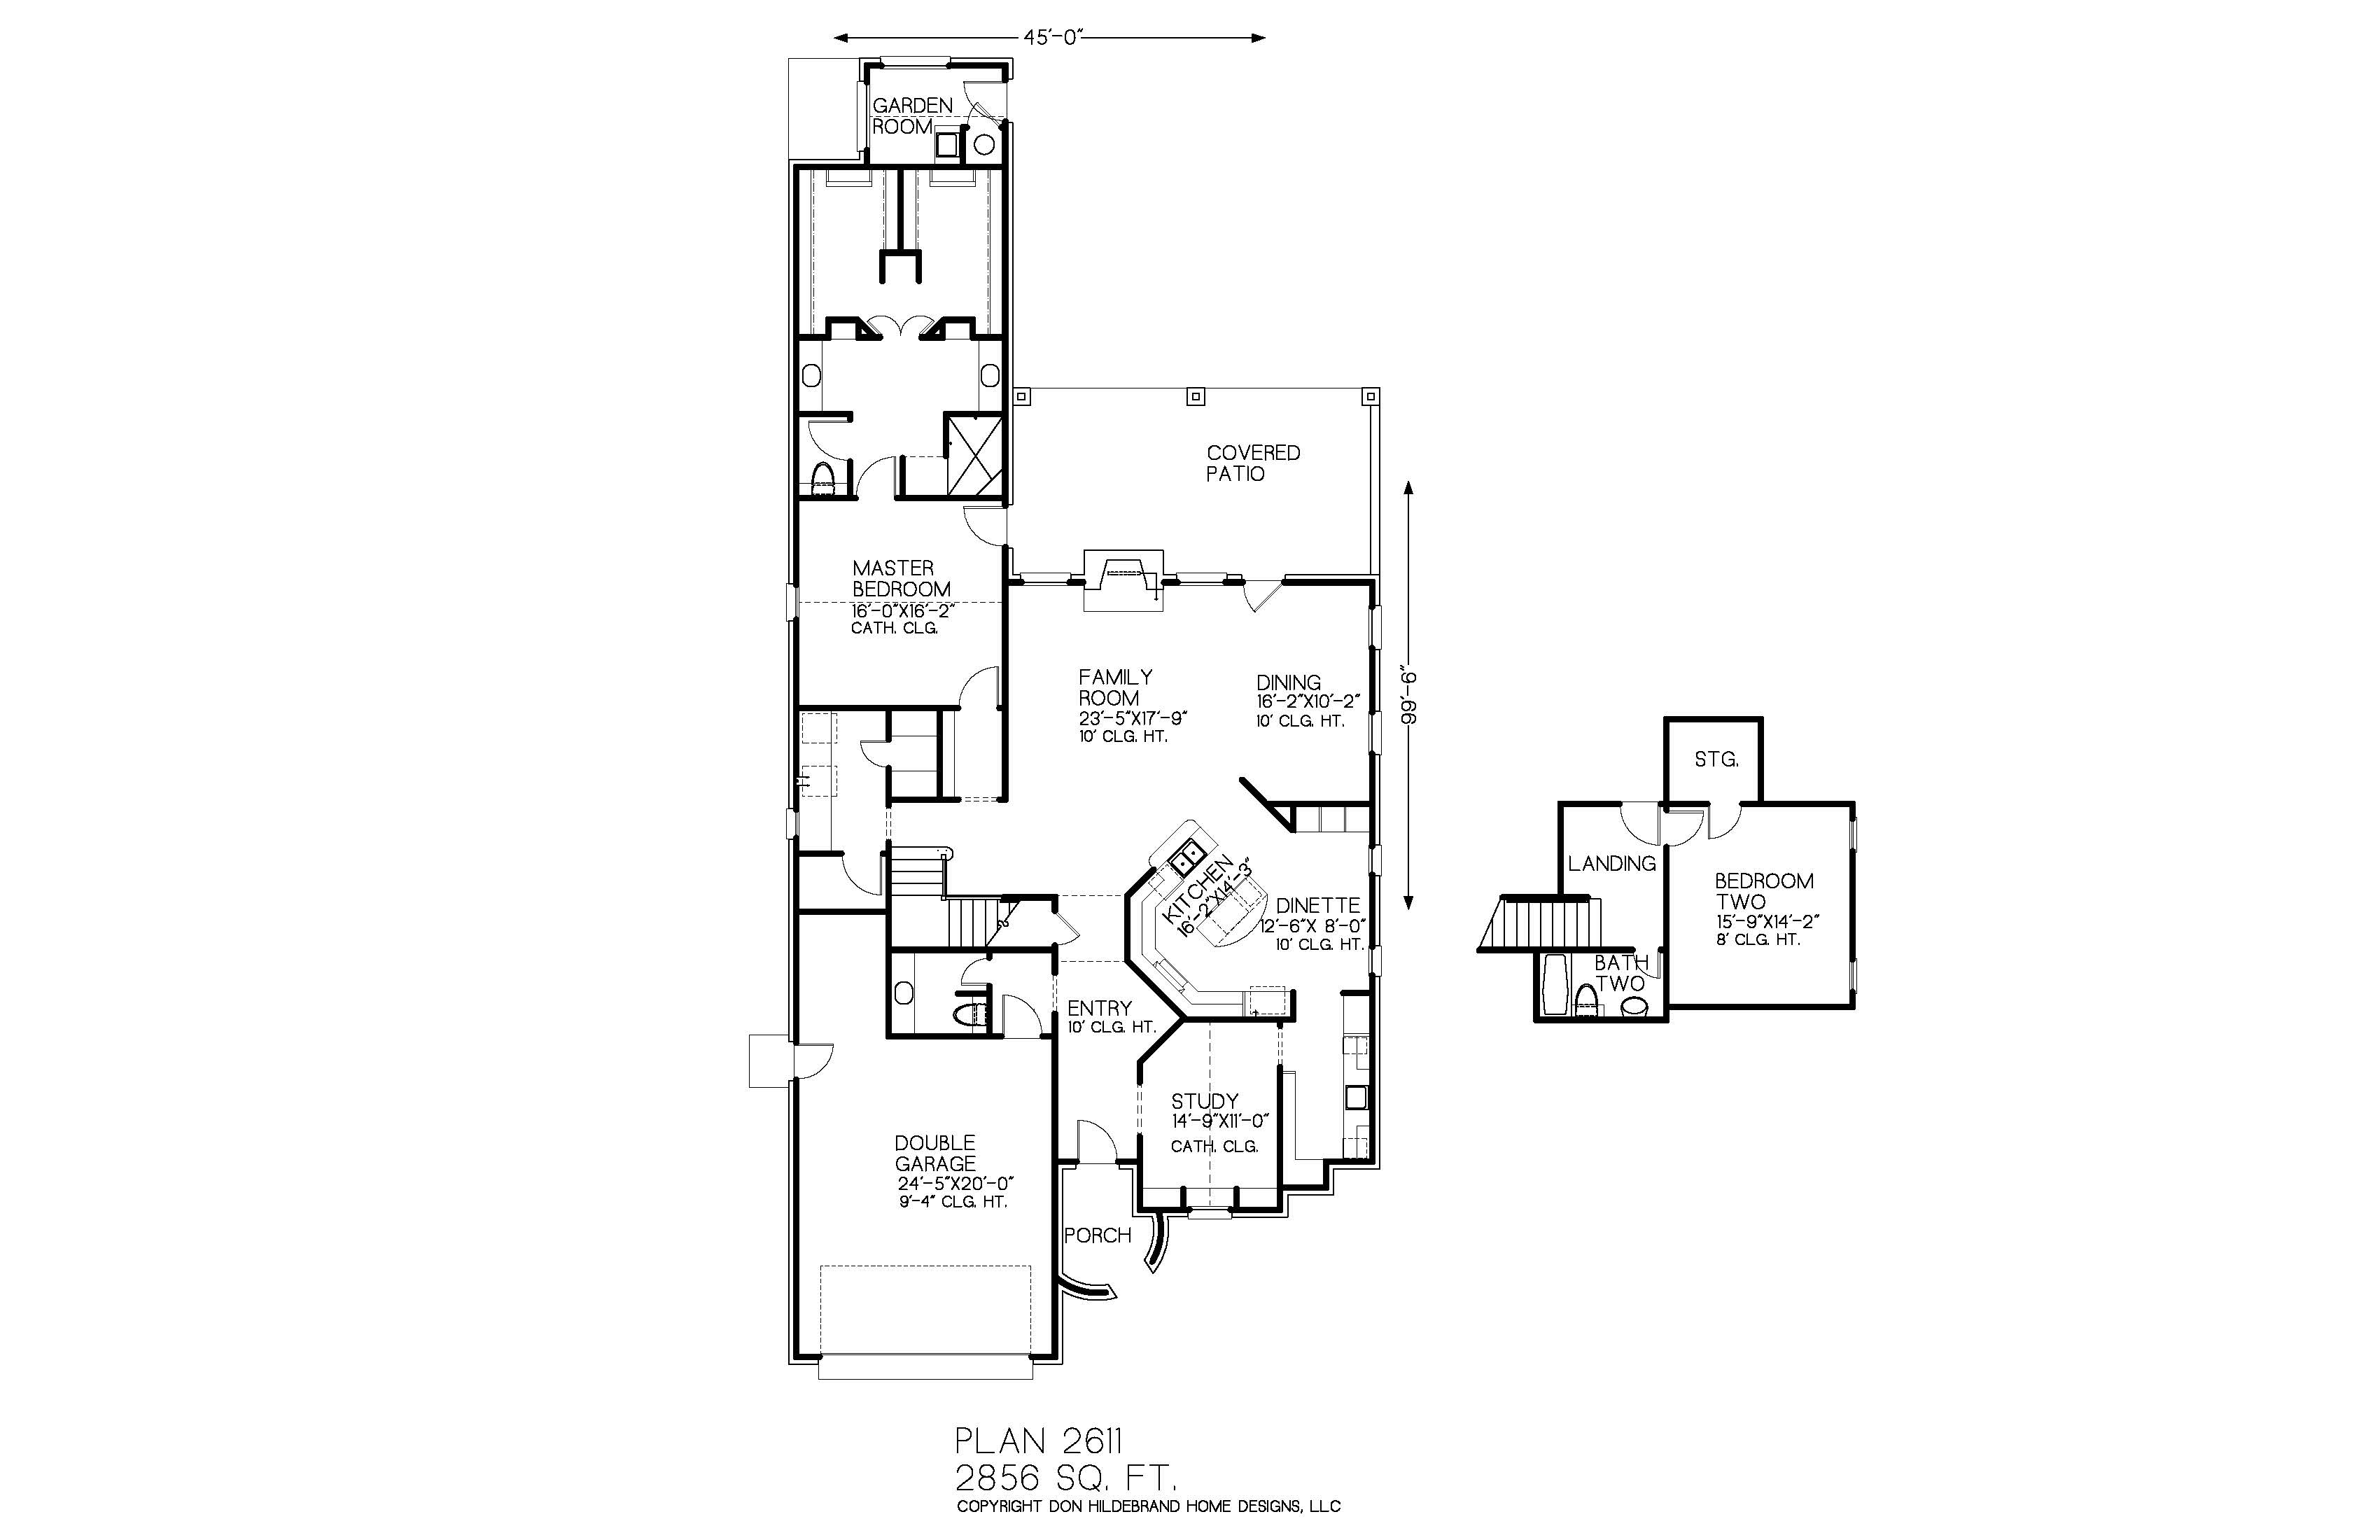 45'-0"
GARDEN
ROOM
COVERED
PATIO
MASTER
BEDROOM
16'-0"X16'-2"
CATH. CLG.
FAMILY
ROOM
23'-5"X17'-9"
10' CLG. HT.
DINING
16'-2"X10'-2"
10' CLG. HT.
99'-6"
KITCHEN
16'-2"X14'-3"
DINETTE
12'-6"X 8'-0"
10' CLG. HT.
ENTRY
10' CLG. HT.
STUDY
14'-9"X11'-0"
CATH. CLG.
DOUBLE
GARAGE
24'-5"X20'-0"
9'-4" CLG. HT.
PORCH
STG.
LANDING
BEDROOM
TWO
15'-9"X14'-2"
8' CLG. HT.
BATH
TWO
PLAN 2611
2856 SQ. FT.
COPYRIGHT DON HILDEBRAND HOME DESIGNS, LLC